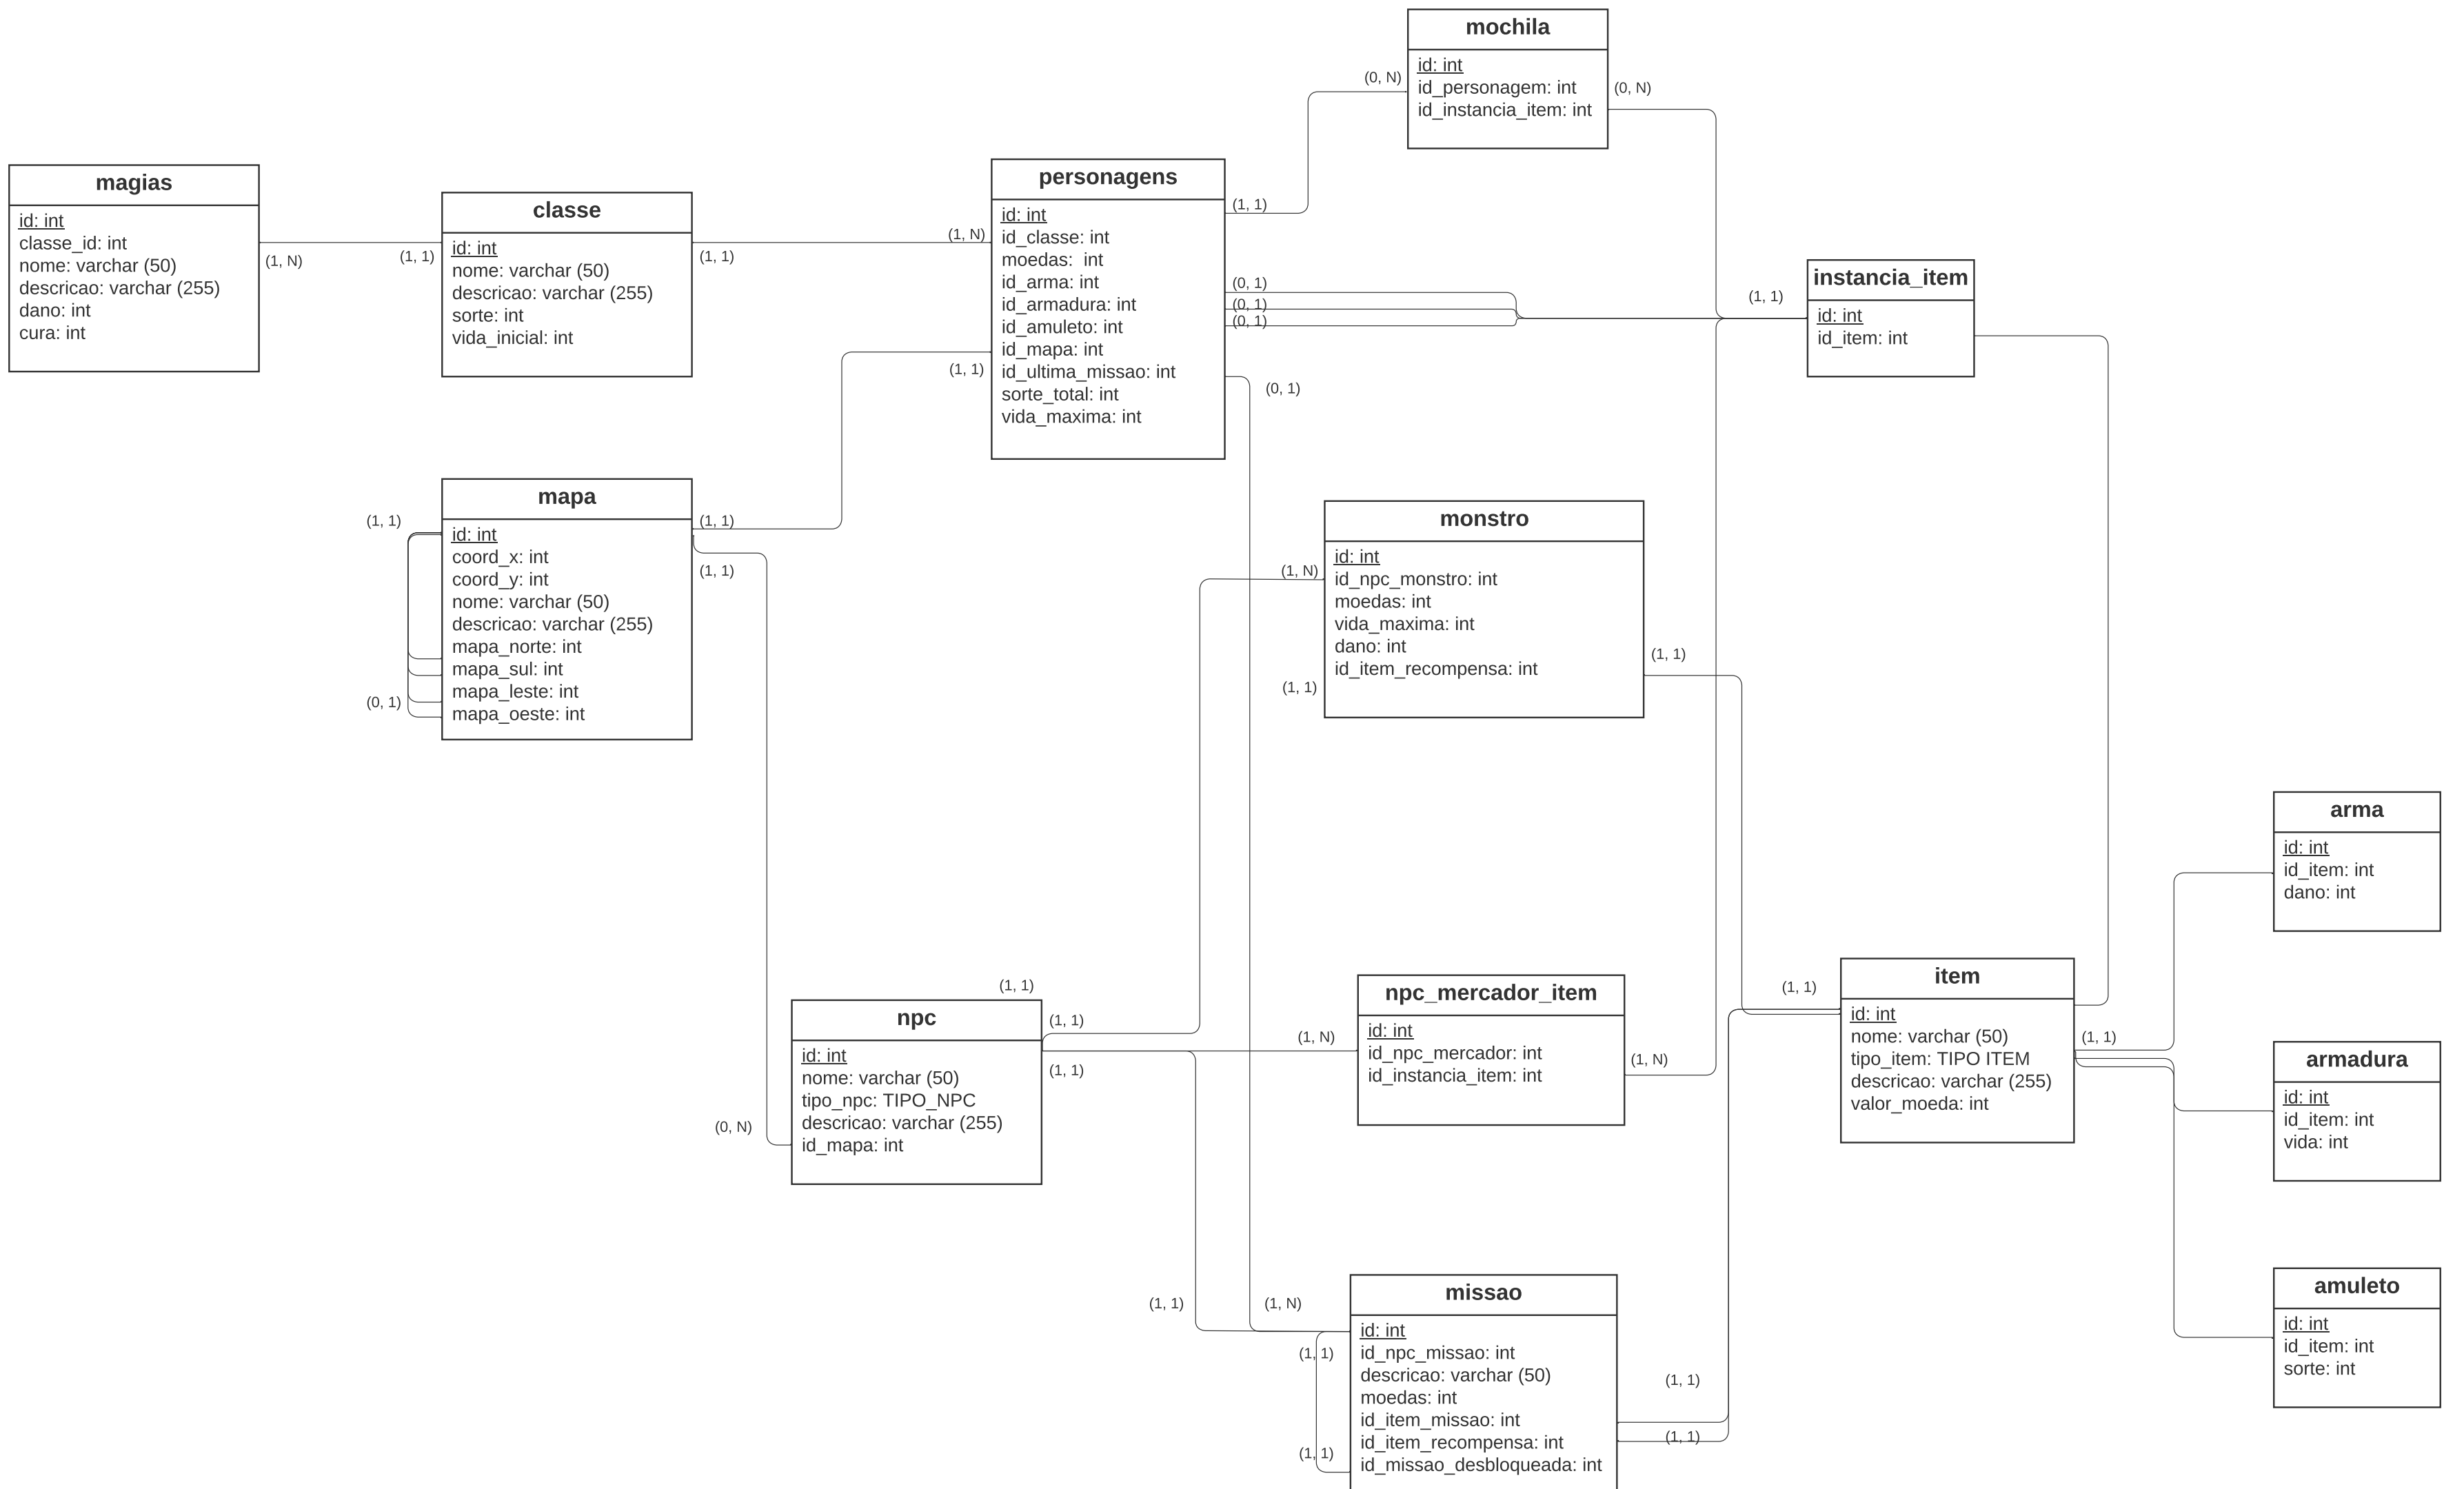 mochila
id: int
id_personagem: int
id_instancia_item: int
(0, N)
(0, N)
magias
id: int
classe_id: int
nome: varchar (50)
descricao: varchar (255)
dano: int
cura: int
(1, N)
(1, 1)
classe
id: int
nome: varchar (50)
descricao: varchar (255)
sorte: int
vida_inicial: int
(1, 1)
(1, N)
personagens
id: int
id_classe: int
moedas:  int
id_arma: int
id_armadura: int
id_amuleto: int
id_mapa: int
id_ultima_missao: int
sorte_total: int
vida_maxima: int
(1, 1)
(0, 1)
(0, 1)
(0, 1)
(1, 1)
(0, 1)
(1, 1)
instancia_item
id: int
id_item: int
mapa
id: int
coord_x: int
coord_y: int
nome: varchar (50)
descricao: varchar (255)
mapa_norte: int
mapa_sul: int
mapa_leste: int
mapa_oeste: int
(1, 1)
(0, 1)
(1, 1)
(1, 1)
monstro
id: int
id_npc_monstro: int
moedas: int
vida_maxima: int
dano: int
id_item_recompensa: int
(1, N)
(1, 1)
(1, 1)
arma
id: int
id_item: int
dano: int
npc
id: int
nome: varchar (50)
tipo_npc: TIPO_NPC
descricao: varchar (255)
id_mapa: int
(1, 1)
(1, 1)
(1, 1)
(0, N)
npc_mercador_item
id: int
id_npc_mercador: int
id_instancia_item: int
(1, N)
(1, N)
item
id: int
nome: varchar (50)
tipo_item: TIPO ITEM
descricao: varchar (255)
valor_moeda: int
(1, 1)
(1, 1)
armadura
id: int
id_item: int
vida: int
missao
id: int
id_npc_missao: int
descricao: varchar (50)
moedas: int
id_item_missao: int
id_item_recompensa: int
id_missao_desbloqueada: int
(1, 1)
(1, N)
(1, 1)
(1, 1)
(1, 1)
(1, 1)
amuleto
id: int
id_item: int
sorte: int